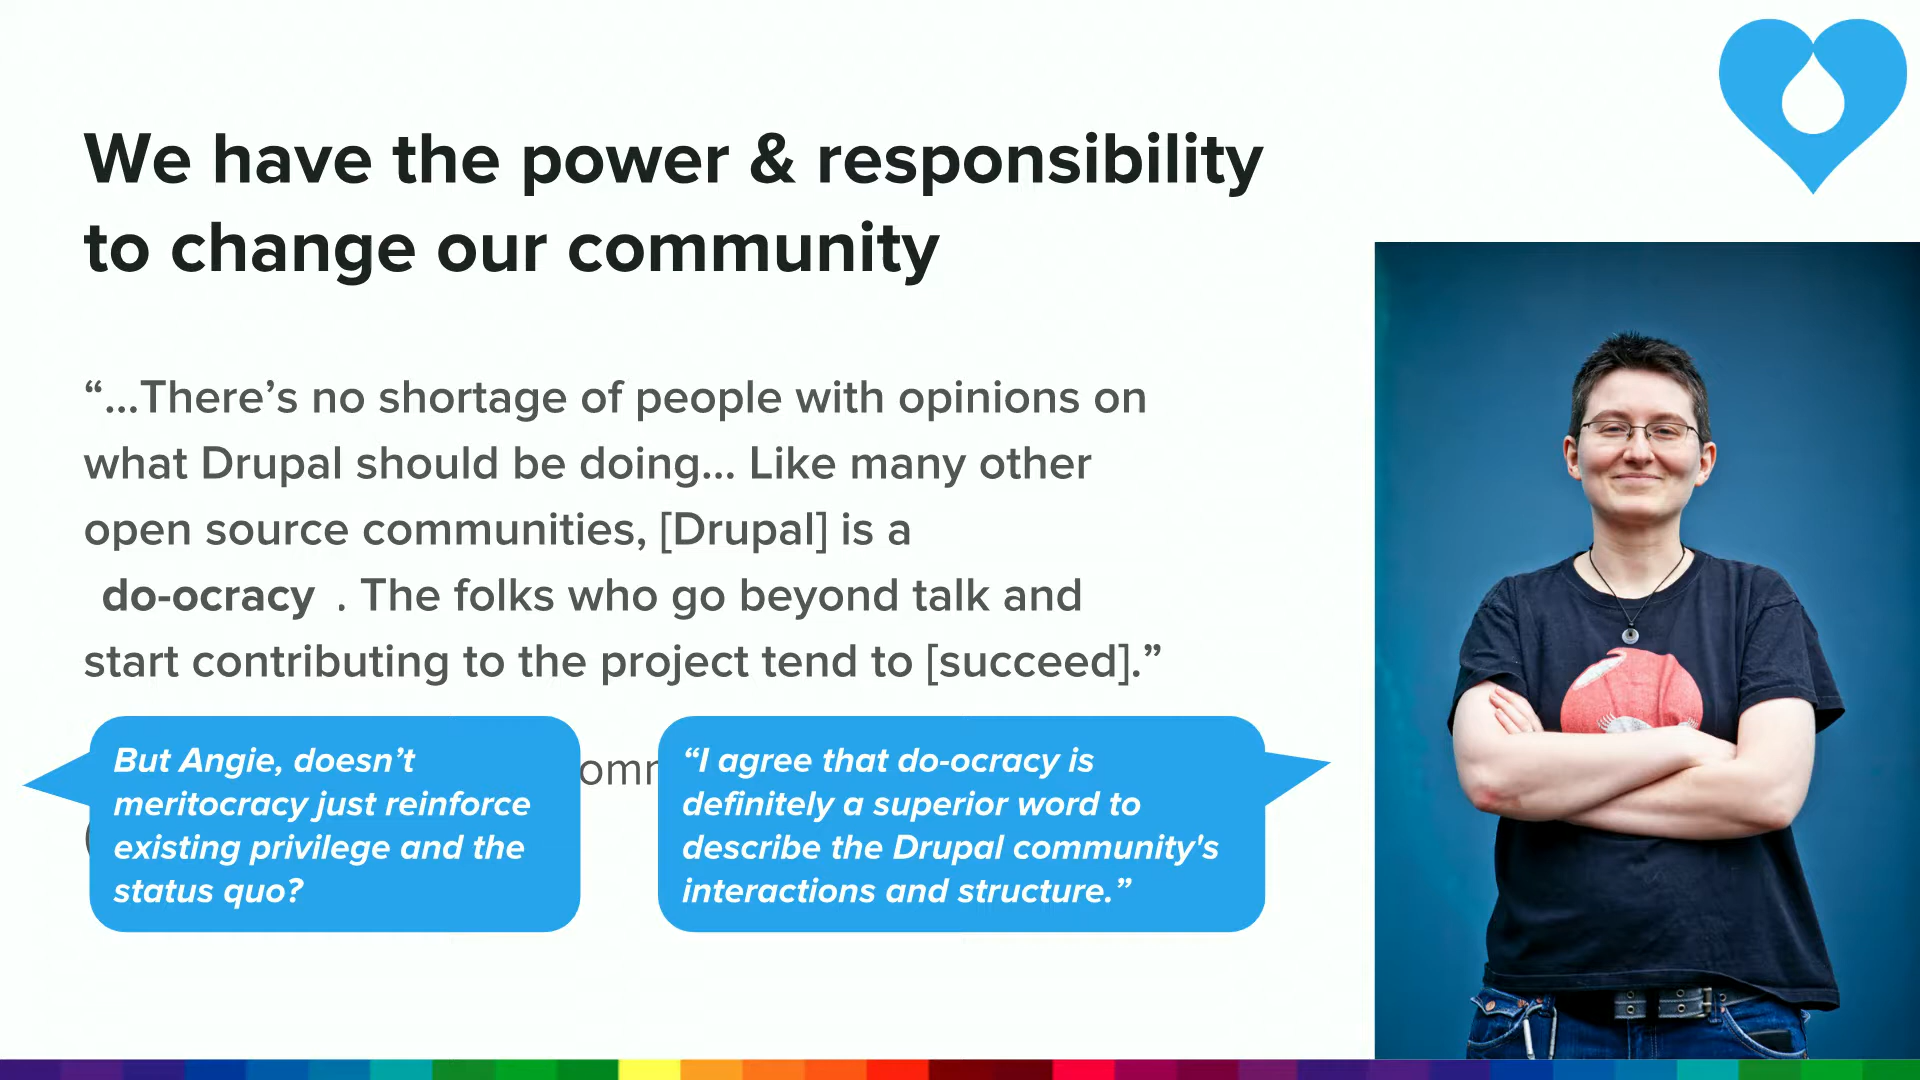 We have the power & responsibility
to change our community
“...There’s no shortage of people with opinions on
what Drupal should be doing... Like many other
open source communities, [Drupal] is a
do-ocracy . The folks who go beyond talk and
start contributing to the project tend to [succeed].”
But Angie, doesn’t
meritocracy just reinforce
existing privilege and the
status quo?
“I agree that do-ocracy is
definitely a superior word to
describe the Drupal community's
interactions and structure.”